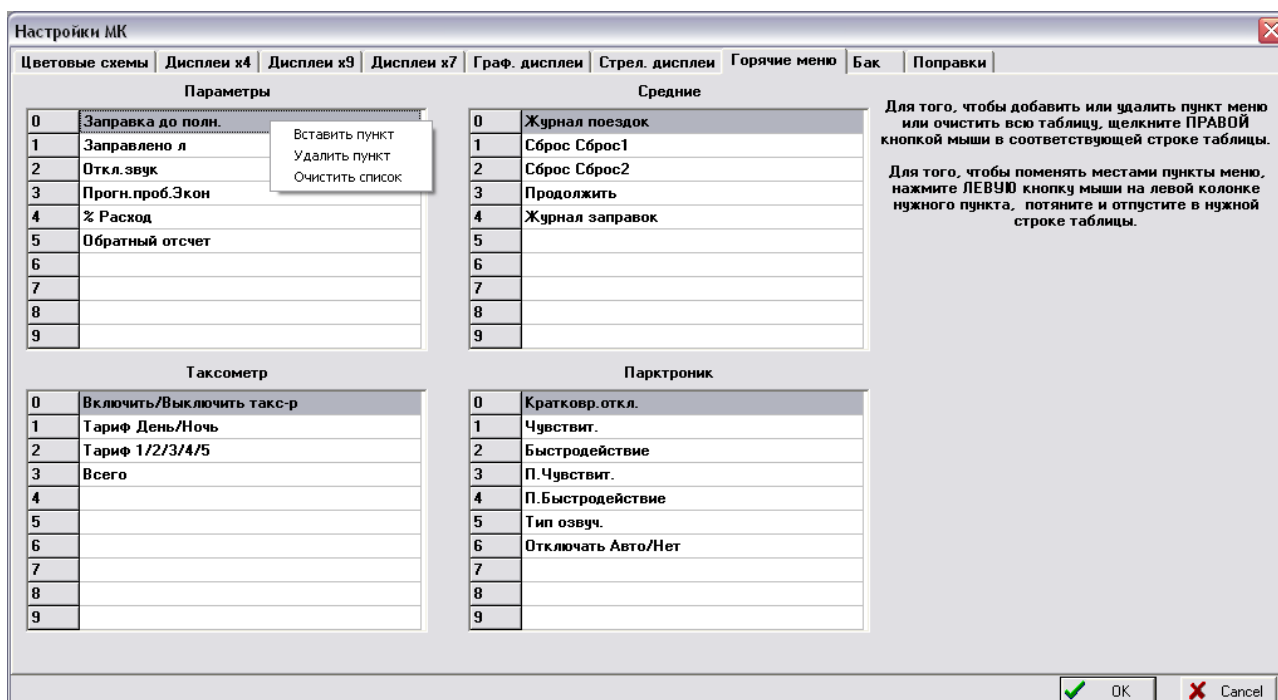 Настройки МК
Цветовые схемы Дисплеи х4 Дисплеи х9 Дисплеи х7 Граф. дисплеи Стрел. дисплеи Горячие меню Бак Поправки
Параметры
0 Заправка до полн.
1 Заправлено л
2 Откл.звук
3 Прогн.проб.Экон
4 % Расход
5 Обратный отсчет
6
7
8
9
Вставить пункт
Удалить пункт
Очистить список
Средние
0 Журнал поездок
1 Сброс Сброс1
2 Сброс Сброс2
3 Продолжить
4 Журнал заправок
5
6
7
8
9
Для того, чтобы добавить или удалить пункт меню
или очистить всю таблицу, щелкните ПРАВОЙ
кнопкой мыши в соответствующей строке таблицы.
Для того, чтобы поменять местами пункты меню,
нажмите ЛЕВУЮ кнопку мыши на левой колонке
нужного пункта, потяните и отпустите в нужной
строке таблицы.
Таксометр
0 Включить/Выключить такс-р
1 Тариф День/Ночь
2 Тариф 1/2/3/4/5
3 Всего
4
5
6
7
8
9
Парктроник
0 Кратковр.откл.
1 Чувствит.
2 Быстродействие
3 П.Чувствит.
4 П.Быстродействие
5 Тип озвуч.
6 Отключать Авто/Нет
7
8
9
OK Cancel